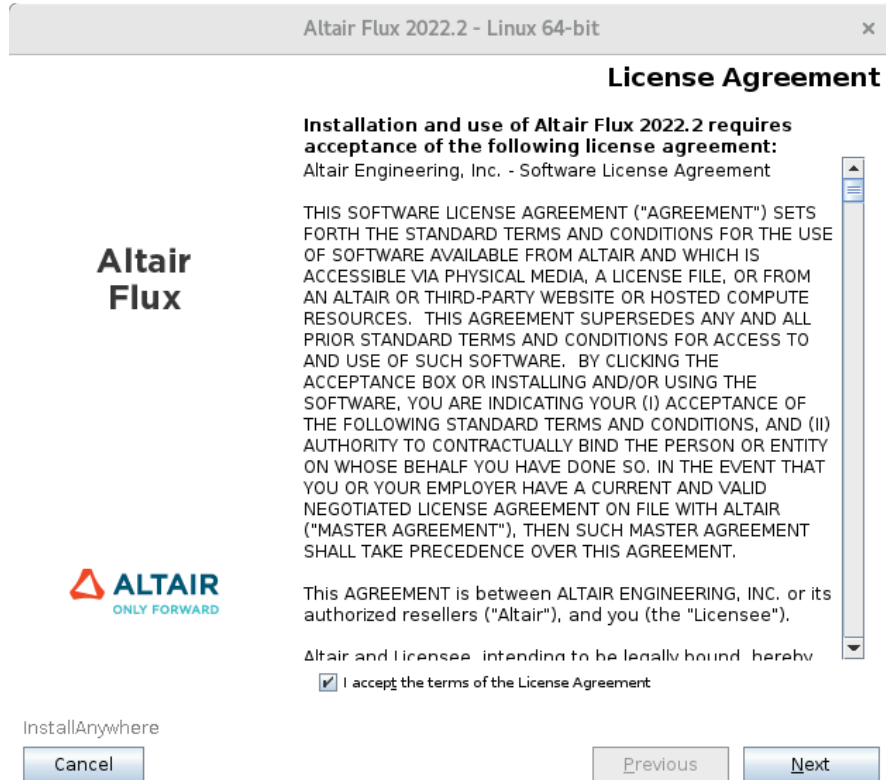 Altair Flux 2022.2 - Linux 64-bit
×
License Agreement
Installation and use of Altair Flux 2022.2 requires
acceptance of the following license agreement:
Altair Engineering, Inc. - Software License Agreement
THIS SOFTWARE LICENSE AGREEMENT ("AGREEMENT") SETS
FORTH THE STANDARD TERMS AND CONDITIONS FOR THE USE
OF SOFTWARE AVAILABLE FROM ALTAIR AND WHICH IS
ACCESSIBLE VIA PHYSICAL MEDIA, A LICENSE FILE, OR FROM
AN ALTAIR OR THIRD-PARTY WEBSITE OR HOSTED COMPUTE
RESOURCES.  THIS AGREEMENT SUPERSEDES ANY AND ALL
PRIOR STANDARD TERMS AND CONDITIONS FOR ACCESS TO
AND USE OF SUCH SOFTWARE.  BY CLICKING THE
ACCEPTANCE BOX OR INSTALLING AND/OR USING THE
SOFTWARE, YOU ARE INDICATING YOUR (I) ACCEPTANCE OF
THE FOLLOWING STANDARD TERMS AND CONDITIONS, AND (II)
AUTHORITY TO CONTRACTUALLY BIND THE PERSON OR ENTITY
ON WHOSE BEHALF YOU HAVE DONE SO. IN THE EVENT THAT
YOU OR YOUR EMPLOYER HAVE A CURRENT AND VALID
NEGOTIATED LICENSE AGREEMENT ON FILE WITH ALTAIR
("MASTER AGREEMENT"), THEN SUCH MASTER AGREEMENT
SHALL TAKE PRECEDENCE OVER THIS AGREEMENT.
This AGREEMENT is between ALTAIR ENGINEERING, INC. or its
authorized resellers ("Altair"), and you (the "Licensee").
Altair and Licensee, intending to be legally bound, hereby
Altair
Flux
ALTAIR
ONLY FORWARD
I accept the terms of the License Agreement
InstallAnywhere
Cancel
Previous
Next